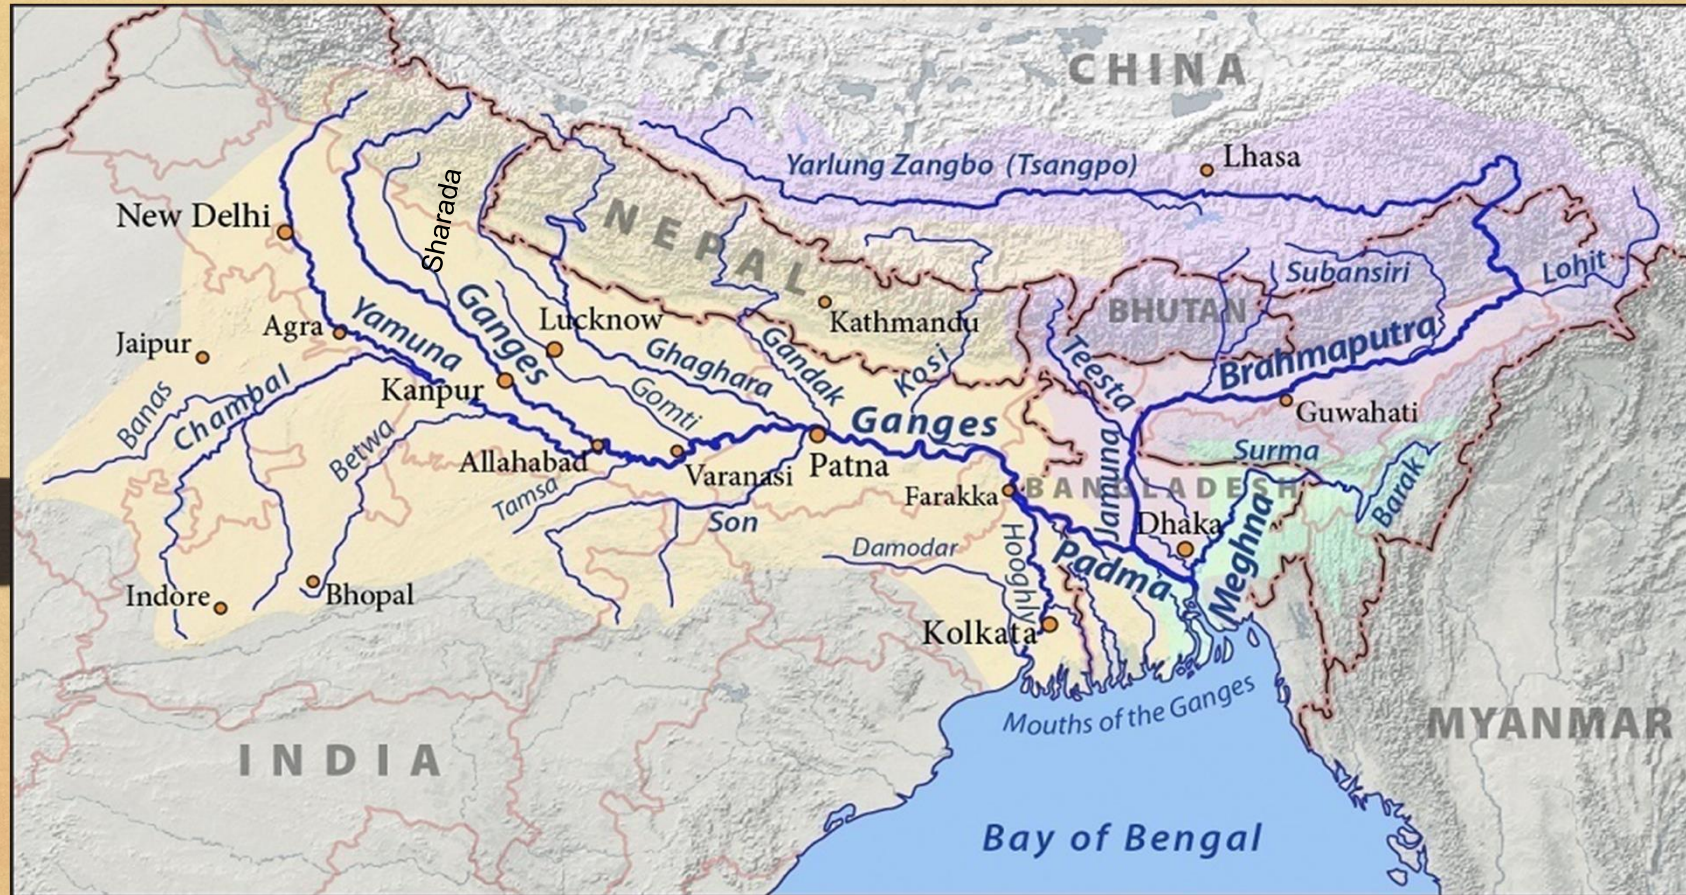 CHINA
Yarlung Zangbo (Tsangpo)
Lhasa
Sharada
New Delhi
NEPAL
Subansiri
Lohit
BHUTAN
Ganges
Lucknow
Kathmandu
Yamuna
Agra
Jaipur
Ghaghara
Gandak
Kosi
Teesta
Brahmaputra
Kanpur
Gomti
Guwahati
Banas
Chambal
Betwa
Ganges
Surma
Allahabad
Varanasi
Patna
Farakka
BANGLADESH
Jamuna
Barak
Tamsa
Son
Dhaka
Meghna
Damodar
Hooghly
Padma
Indore
Bhopal
Kolkata
Mouths of the Ganges
INDIA
MYANMAR
Bay of Bengal